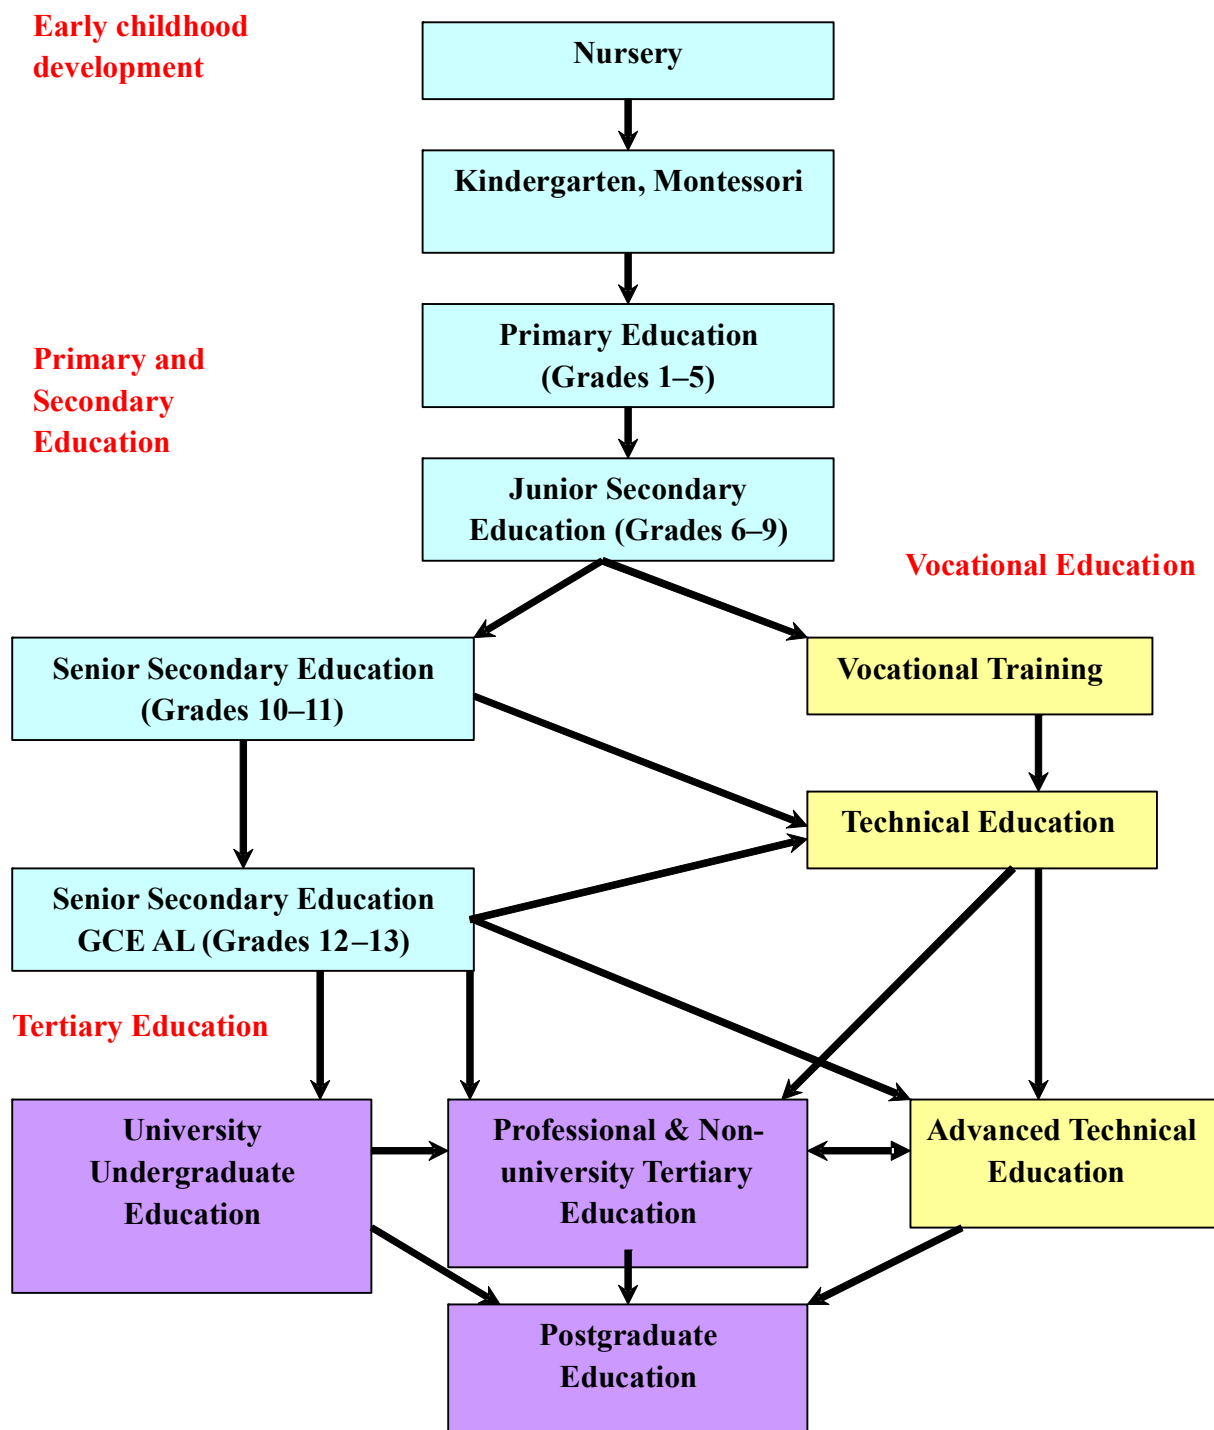 Early childhood
development
Nursery
Kindergarten, Montessori
Primary Education
(Grades 1–5)
Primary and
Secondary
Education
Junior Secondary
Education (Grades 6–9)
Vocational Education
Senior Secondary Education
(Grades 10–11)
Vocational Training
Technical Education
Senior Secondary Education
GCE AL (Grades 12–13)
Tertiary Education
University
Undergraduate
Education
Professional & Non-
university Tertiary
Education
Advanced Technical
Education
Postgraduate
Education